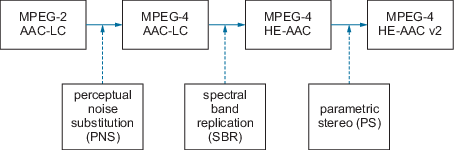 MPEG-2
AAC-LC
MPEG-4
AAC-LC
MPEG-4
HE-AAC
MPEG-4
HE-AAC v2
perceptual
noise
substitution
(PNS)
spectral
band
replication
(SBR)
parametric
stereo (PS)